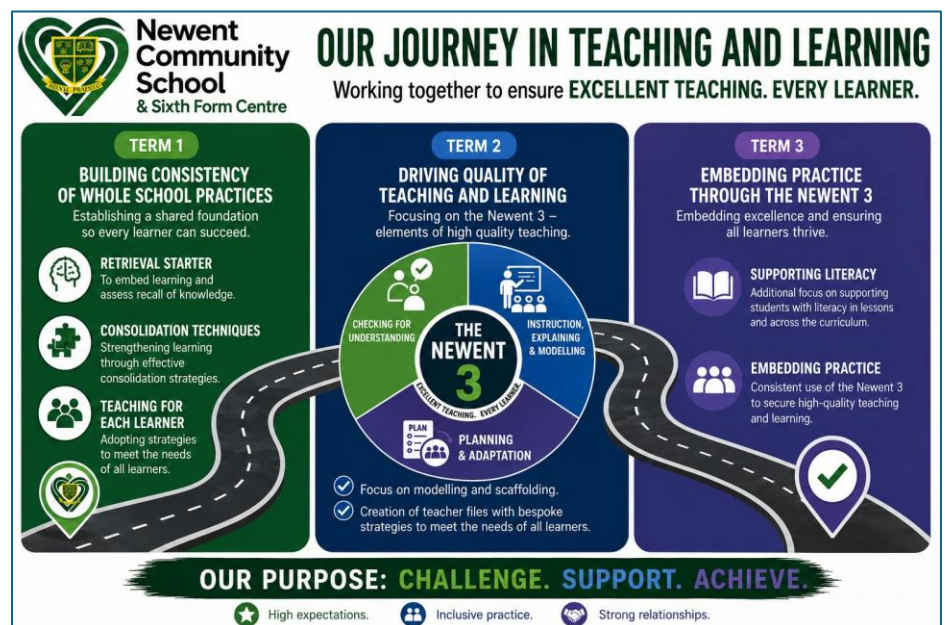 Newent
Community
School
& Sixth Form Centre
OUR JOURNEY IN TEACHING AND LEARNING
Working together to ensure EXCELLENT TEACHING. EVERY LEARNER.
TERM 1
BUILDING CONSISTENCY
OF WHOLE SCHOOL PRACTICES
Establishing a shared foundation
so every learner can succeed.
RETRIEVAL STARTER
To embed learning and
assess recall of knowledge.
CONSOLIDATION TECHNIQUES
Strengthening learning
through effective
consolidation strategies.
TEACHING FOR
EACH LEARNER
Adopting strategies
to meet the needs
of all learners.
TERM 2
DRIVING QUALITY OF
TEACHING AND LEARNING
Focusing on the Newent 3 –
elements of high quality teaching.
CHECKING FOR
UNDERSTANDING
INSTRUCTION,
EXPLAINING
& MODELLING
THE
NEWENT
3
EXCELLENT TEACHING. EVERY LEARNER.
PLAN
PLANNING
& ADAPTATION
Focus on modelling and scaffolding.
Creation of teacher files with bespoke
strategies to meet the needs of all learners.
TERM 3
EMBEDDING PRACTICE
THROUGH THE NEWENT 3
Embedding excellence and ensuring
all learners thrive.
SUPPORTING LITERACY
Additional focus on supporting
students with literacy in lessons
and across the curriculum.
EMBEDDING PRACTICE
Consistent use of the Newent 3
to secure high-quality teaching
and learning.
OUR PURPOSE: CHALLENGE. SUPPORT. ACHIEVE.
High expectations.
Inclusive practice.
Strong relationships.